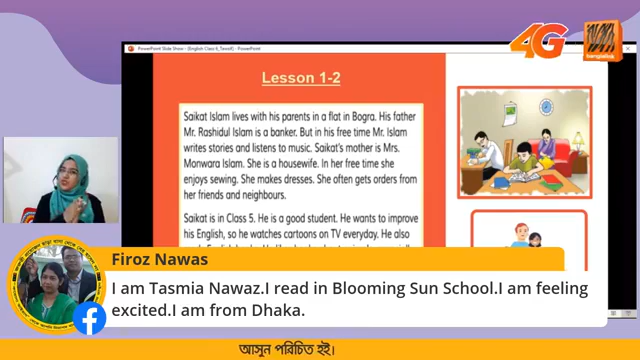 PowerPoint Slide Show - [English Class 4_Tamal] - PowerPoint
4G
banglalink
Lesson 1-2
Saikat Islam lives with his parents in a flat in Bogra. His father
Mr. Rashidul Islam is a banker. But in his free time Mr. Islam
writes stories and listens to music. Saikat's mother is Mrs.
Monwara Islam. She is a housewife. In her free time she
enjoys sewing. She makes dresses. She often gets orders from
her friends and neighbours.
Saikat is in Class 5. He is a good student. He wants to improve
his English, so he watches cartoons on TV everyday. He also
Firoz Nawas
I am Tasmia Nawaz.I read in Blooming Sun School.I am feeling
excited.I am from Dhaka.
আসুন পরিচিত হই।